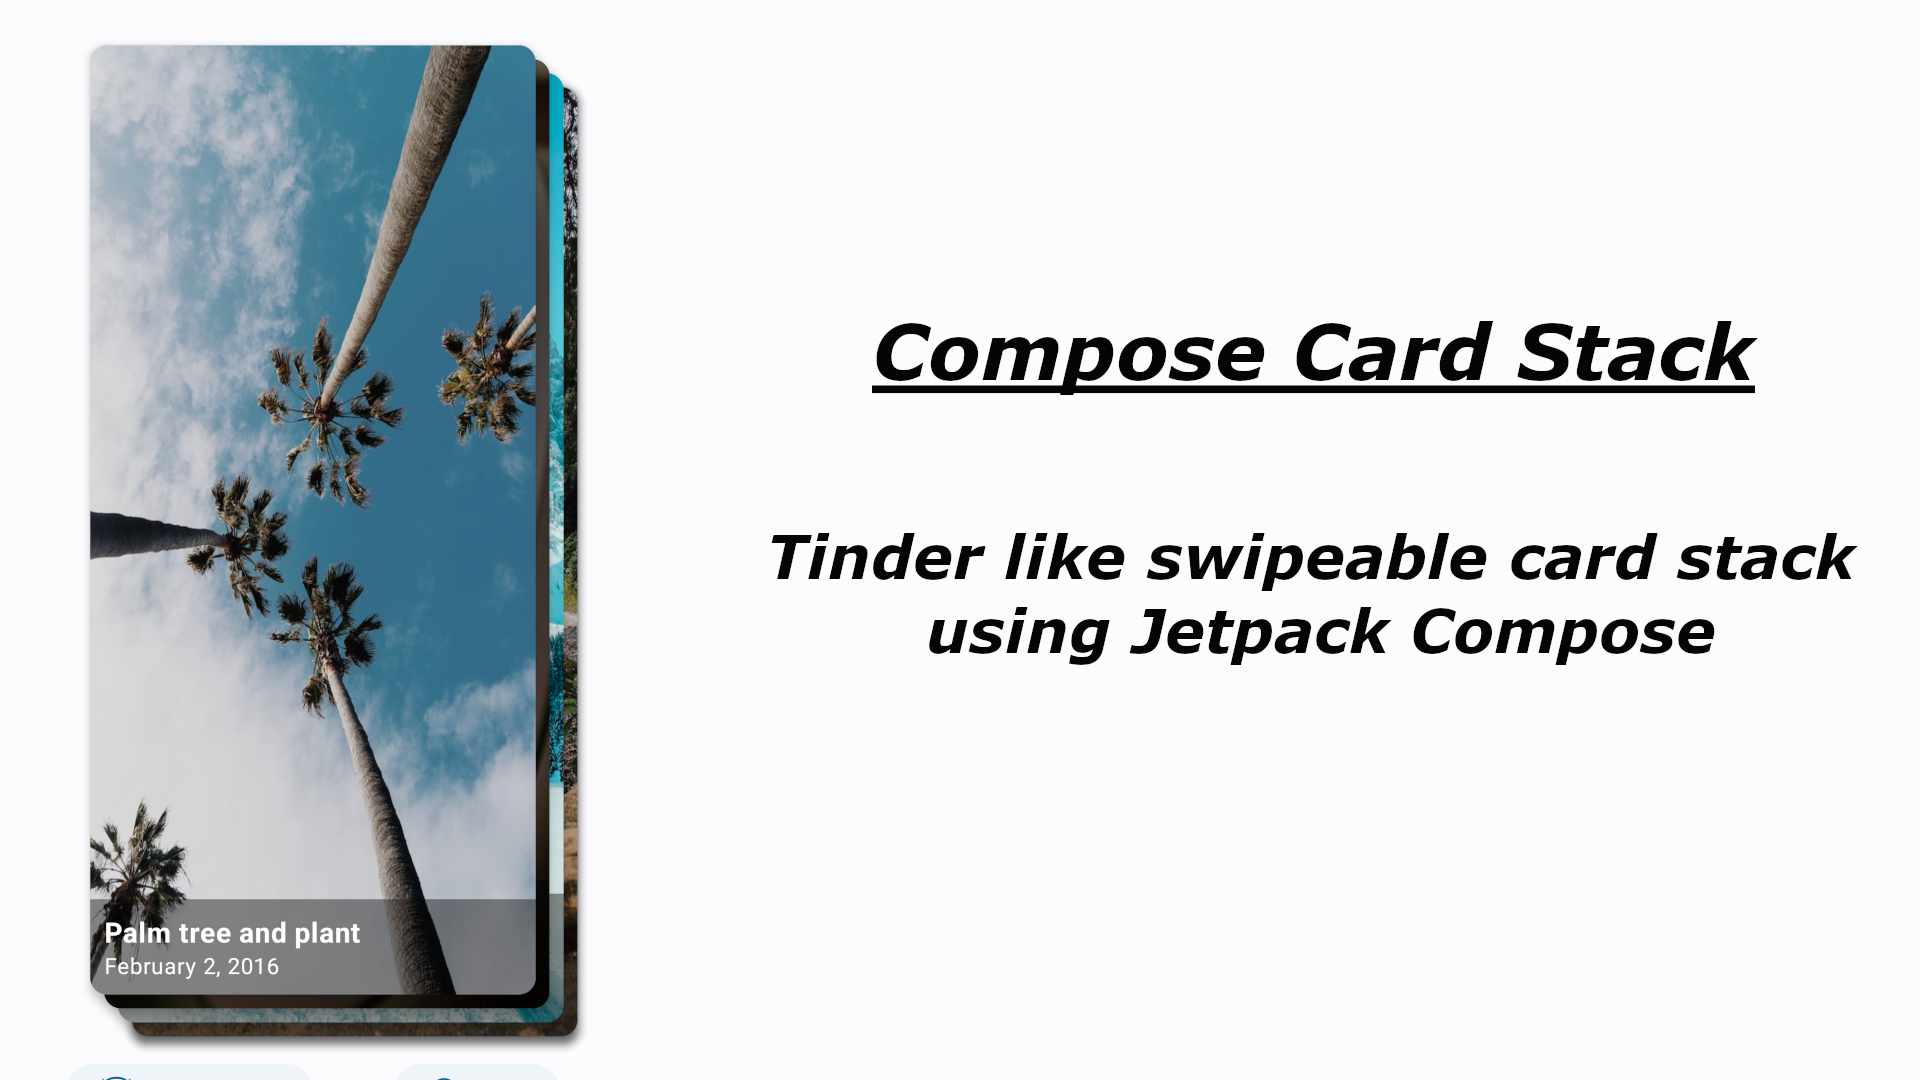 Compose Card Stack
Tinder like swipeable card stack
using Jetpack Compose
Palm tree and plant
February 2, 2016